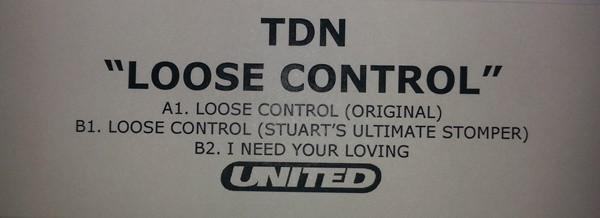 TDN
“LOOSE CONTROL”
A1. LOOSE CONTROL (ORIGINAL)
B1. LOOSE CONTROL (STUART’S ULTIMATE STOMPER)
B2. I NEED YOUR LOVING
UNITED